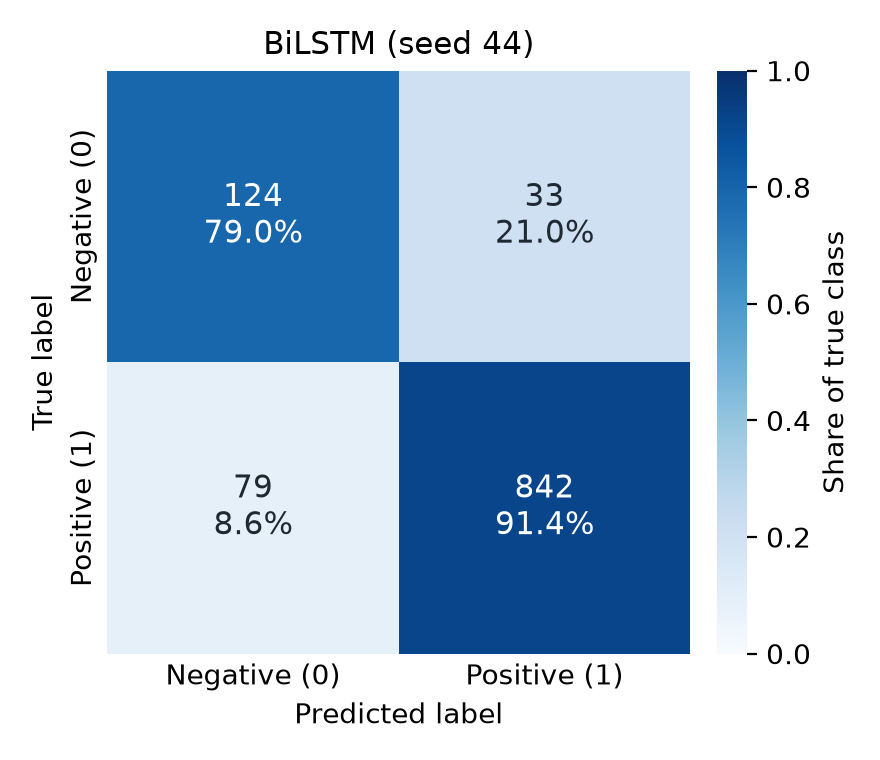 BiLSTM (seed 44)
True label
Negative (0)
Positive (1)
124
79.0%
33
21.0%
79
8.6%
842
91.4%
Negative (0)
Positive (1)
Predicted label
1.0
0.8
0.6
0.4
0.2
0.0
Share of true class